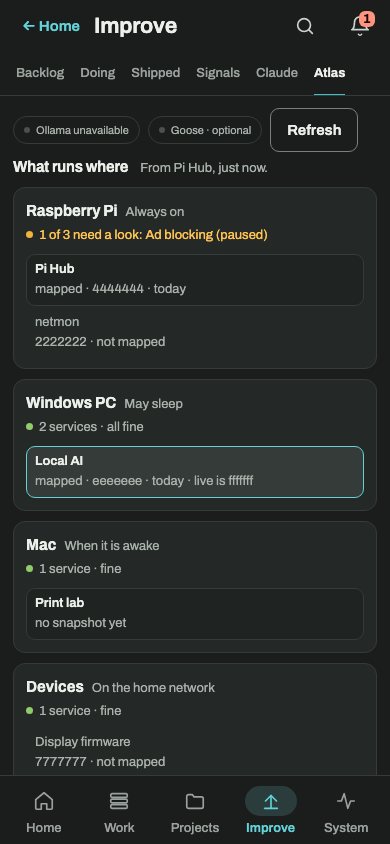 ← Home Improve 1
Backlog Doing Shipped Signals Claude Atlas
Ollama unavailable Goose · optional Refresh
What runs where From Pi Hub, just now.
Raspberry Pi Always on
1 of 3 need a look: Ad blocking (paused)
Pi Hub
mapped · 4444444 · today
netmon
2222222 · not mapped
Windows PC May sleep
2 services · all fine
Local AI
mapped · eeeeeee · today · live is fffffff
Mac When it is awake
1 service · fine
Print lab
no snapshot yet
Devices On the home network
1 service · fine
Display firmware
7777777 · not mapped
Home Work Projects Improve System